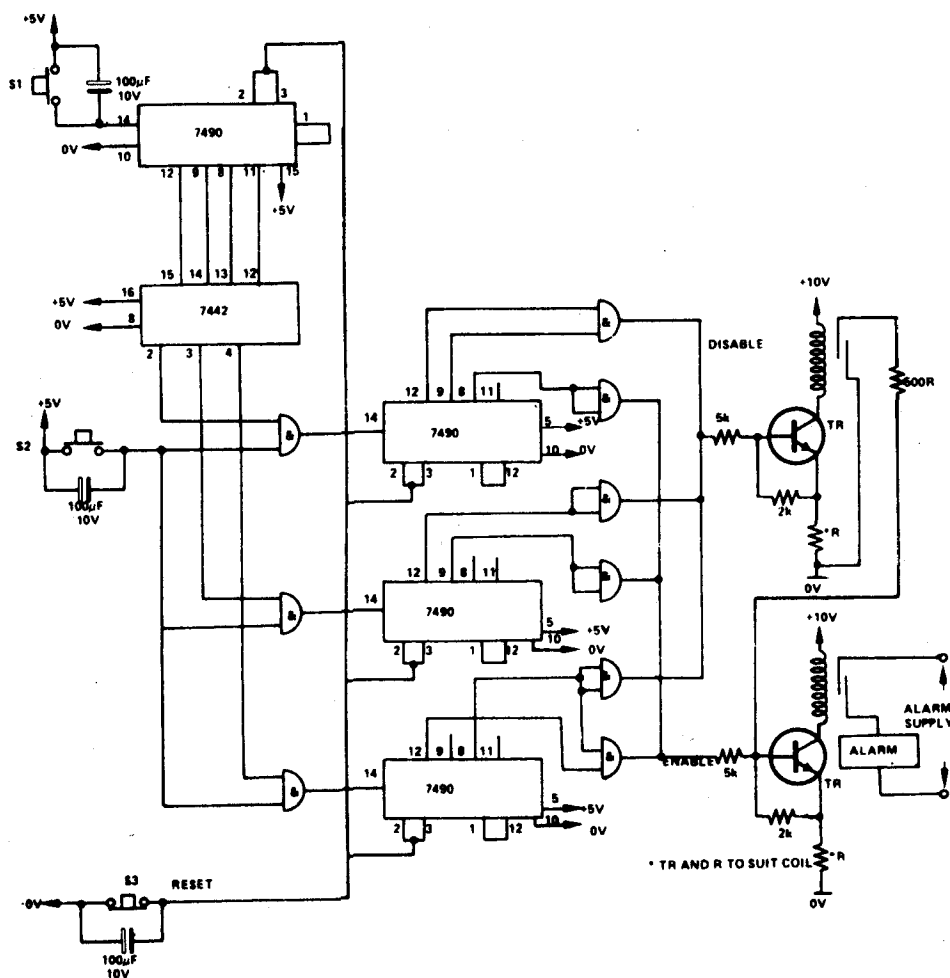 +5V
S1
100µF
10V
2
3
14
7490
1
0V
10
12
9
8
11
15
+5V
15
14
13
12
+5V
16
0V
8
7442
2
3
4
+5V
S2
100µF
10V
&
14
12
9
8
11
7490
5
+5V
10
0V
2
3
1
12
&
&
DISABLE
5k
+10V
TR
500R
2k
*R
0V
&
14
12
9
8
11
7490
5
+5V
10
0V
2
3
1
12
&
&
&
14
12
9
8
11
7490
5
+5V
10
0V
2
3
1
12
&
&
ENABLE
5k
+10V
TR
2k
*R
0V
ALARM
SUPPLY
ALARM
* TR AND R TO SUIT COIL
-0V
S3
RESET
100µF
10V